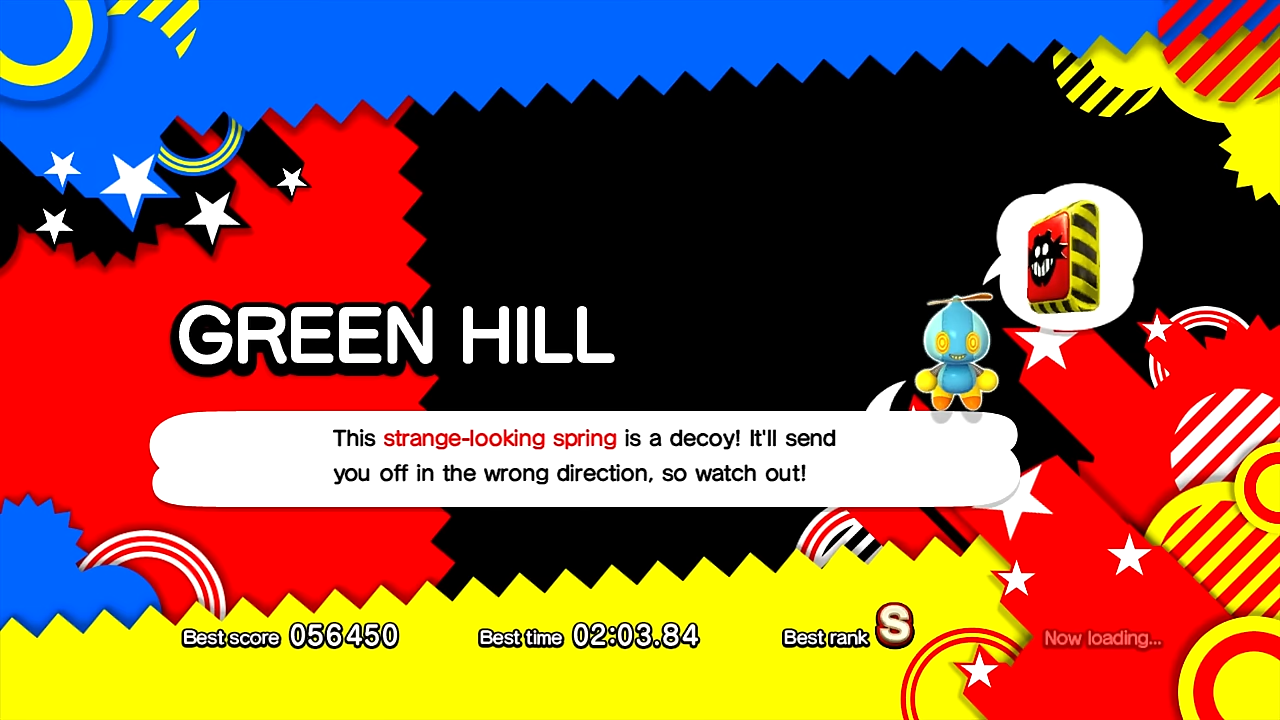 GREEN HILL
This strange-looking spring is a decoy! It'll send
you off in the wrong direction, so watch out!
Best score 056450 Best time 02:03.84 Best rank S Now loading...